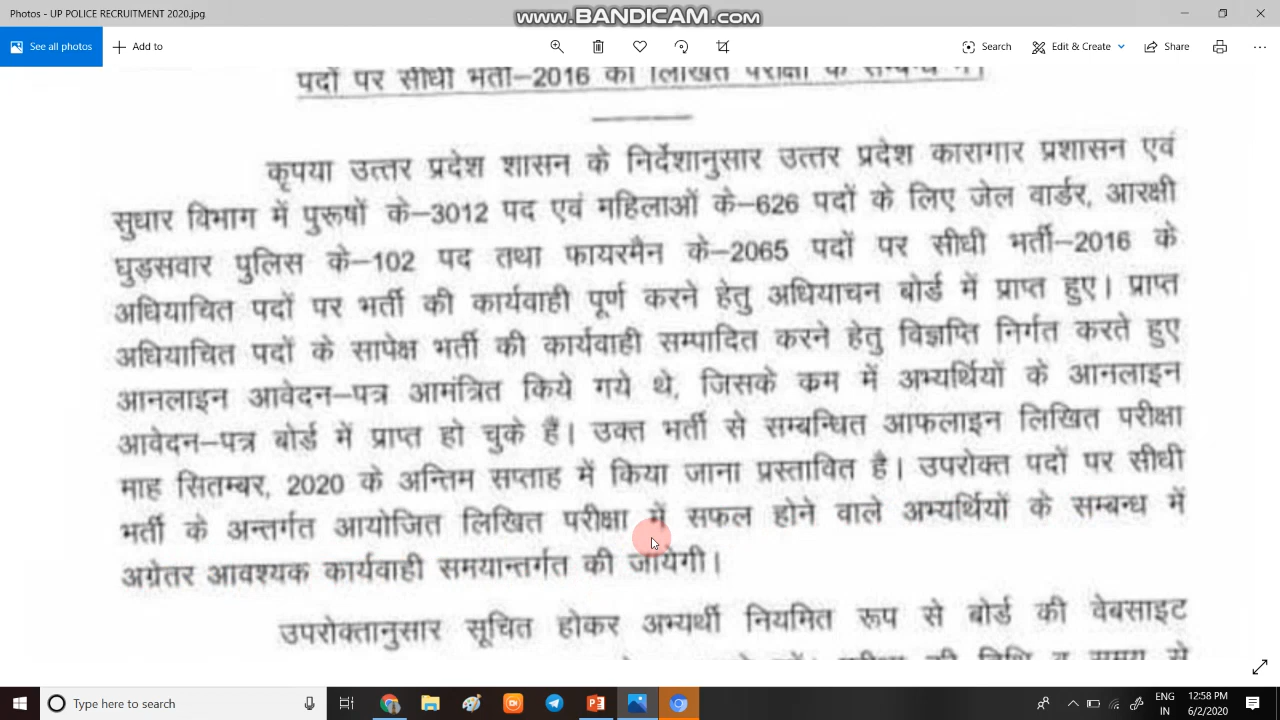 Photos - UP POLICE RECRUITMENT 2020.jpg
www.BANDICAM.com
See all photos
Add to
Search
Edit & Create
Share
पदों पर सीधी भर्ती–2016 की लिखित परीक्षा के सम्बन्ध में।
कृपया उत्तर प्रदेश शासन के निर्देशानुसार उत्तर प्रदेश कारागार प्रशासन एवं
सुधार विभाग में पुरूषों के–3012 पद एवं महिलाओं के–626 पदों के लिए जेल वार्डर, आरक्षी
घुड़सवार पुलिस के–102 पद तथा फायरमैन के–2065 पदों पर सीधी भर्ती–2016 के
अधियाचित पदों पर भर्ती की कार्यवाही पूर्ण करने हेतु अधियाचन बोर्ड में प्राप्त हुए। प्राप्त
अधियाचित पदों के सापेक्ष भर्ती की कार्यवाही सम्पादित करने हेतु विज्ञप्ति निर्गत करते हुए
आनलाइन आवेदन–पत्र आमंत्रित किये गये थे, जिसके कम में अभ्यर्थियों के आनलाइन
आवेदन–पत्र बोर्ड में प्राप्त हो चुके हैं। उक्त भर्ती से सम्बन्धित आफलाइन लिखित परीक्षा
माह सितम्बर, 2020 के अन्तिम सप्ताह में किया जाना प्रस्तावित है। उपरोक्त पदों पर सीधी
भर्ती के अन्तर्गत आयोजित लिखित परीक्षा में सफल होने वाले अभ्यर्थियों के सम्बन्ध में
अग्रेतर आवश्यक कार्यवाही समयान्तर्गत की जायेगी।
उपरोक्तानुसार सूचित होकर अभ्यर्थी नियमित रूप से बोर्ड की वेबसाइट
परीक्षा की तिथि व समय से
Type here to search
ENG
IN
12:58 PM
6/2/2020